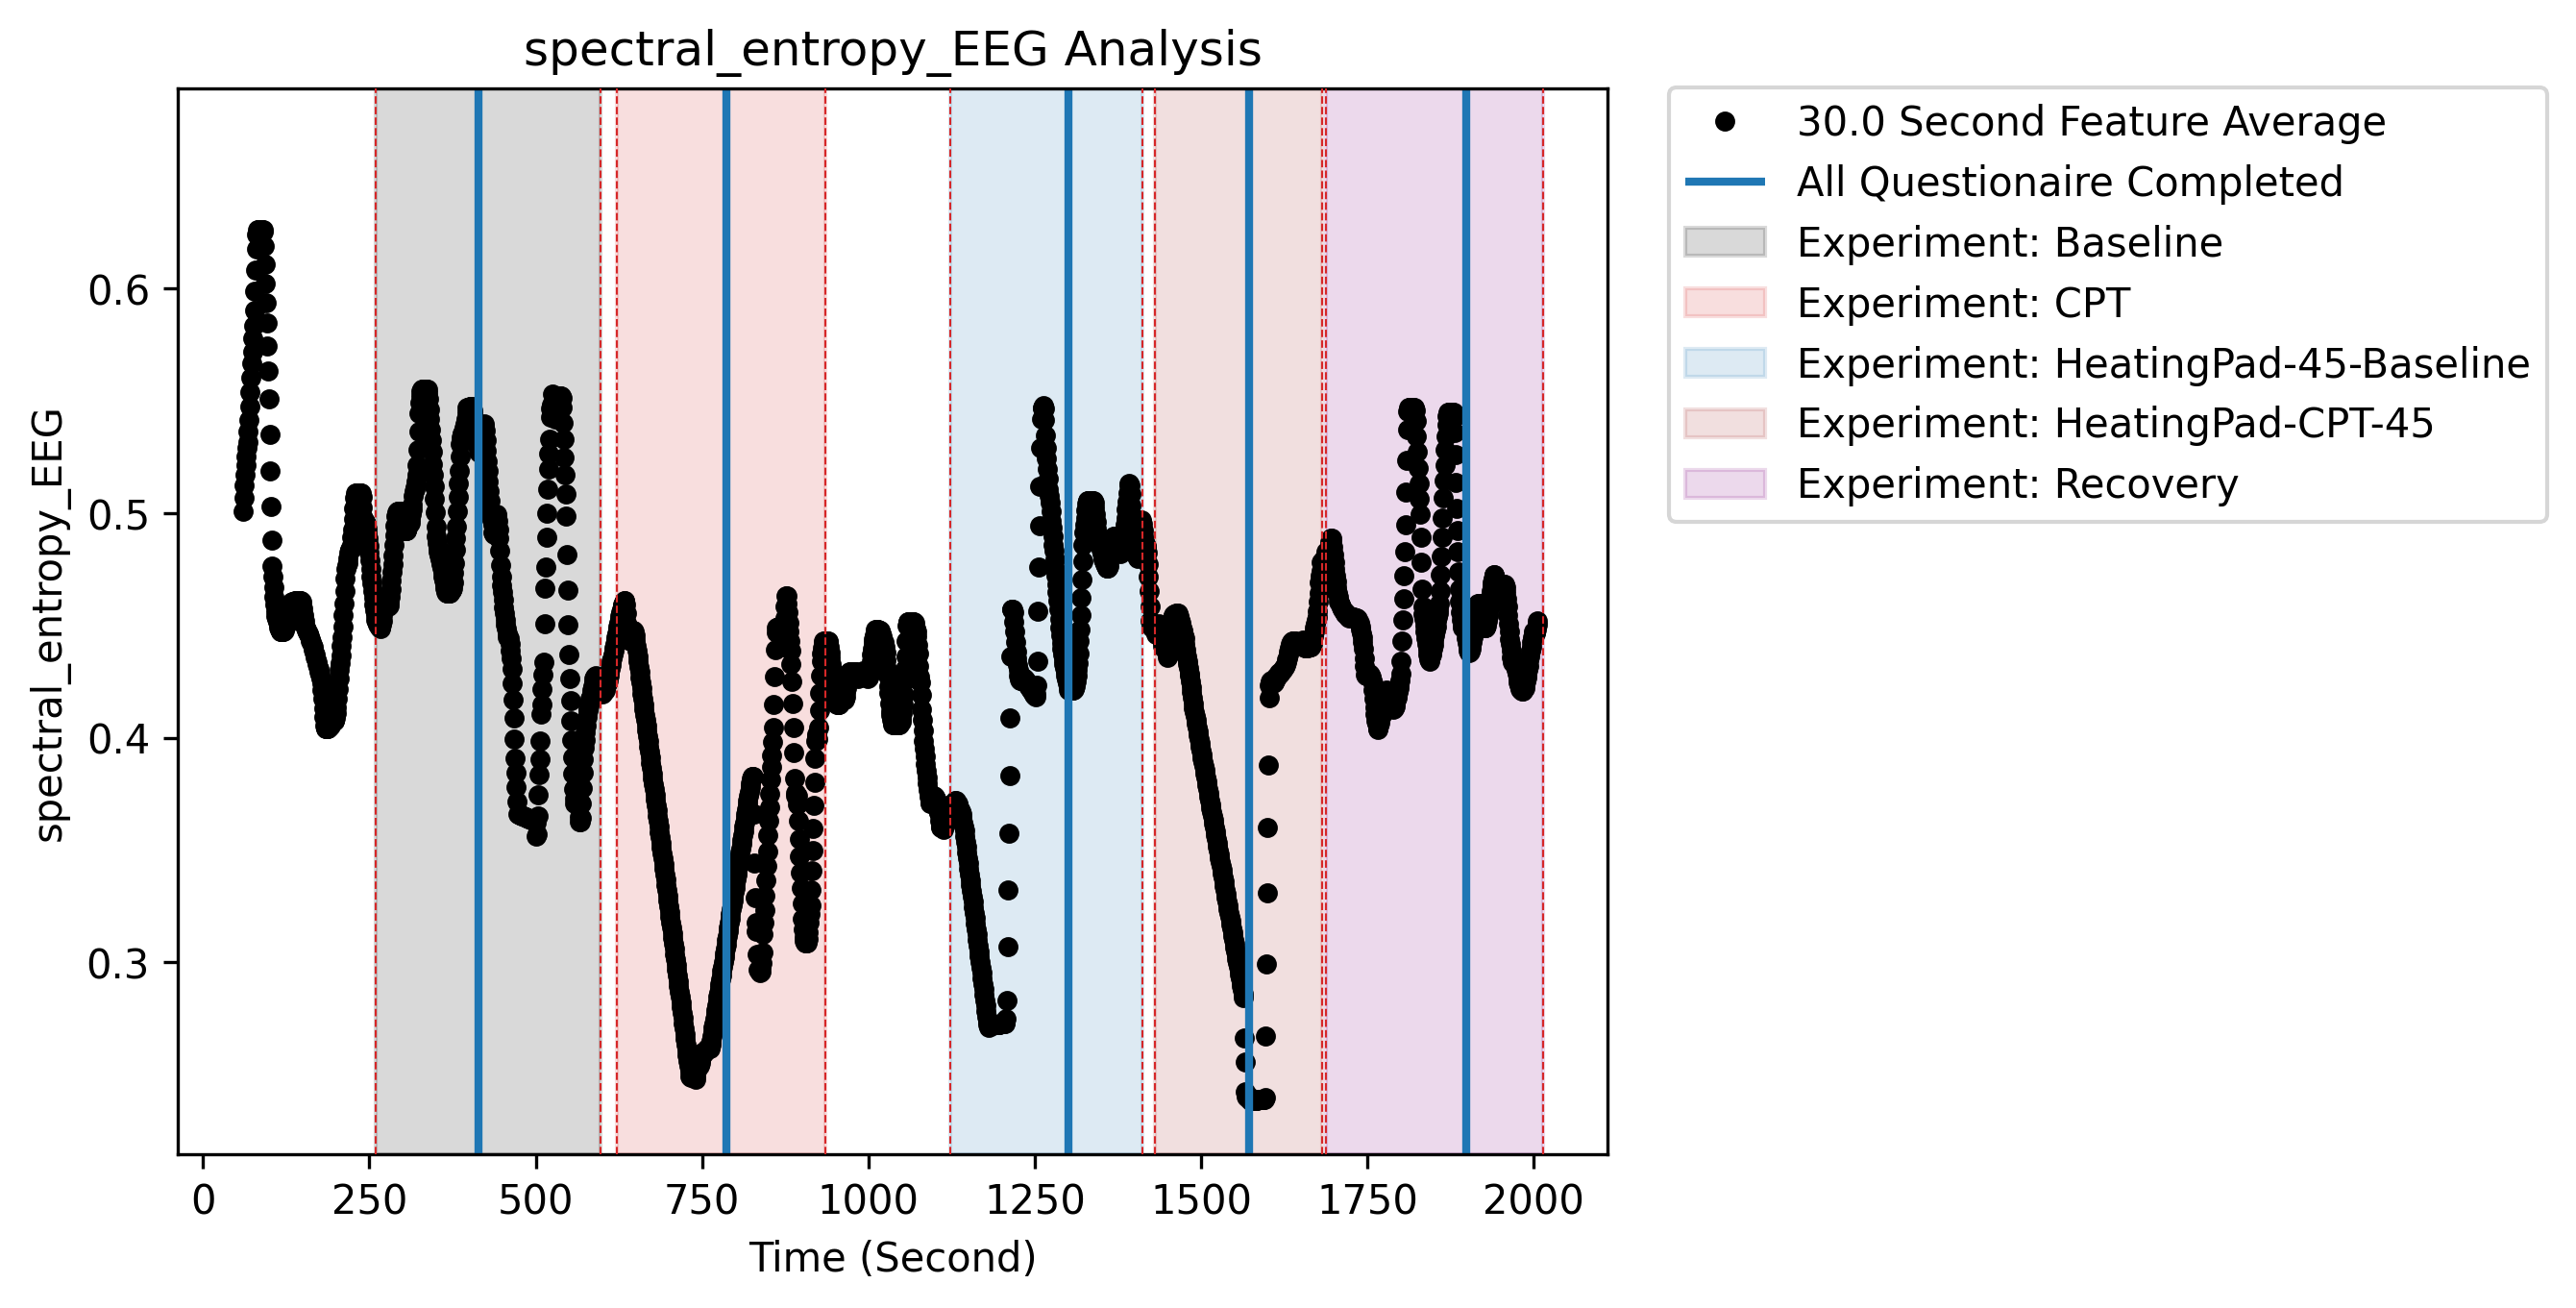 spectral_entropy_EEG Analysis
spectral_entropy_EEG
0.6
0.5
0.4
0.3
0 250 500 750 1000 1250 1500 1750 2000
Time (Second)
30.0 Second Feature Average
All Questionaire Completed
Experiment: Baseline
Experiment: CPT
Experiment: HeatingPad-45-Baseline
Experiment: HeatingPad-CPT-45
Experiment: Recovery